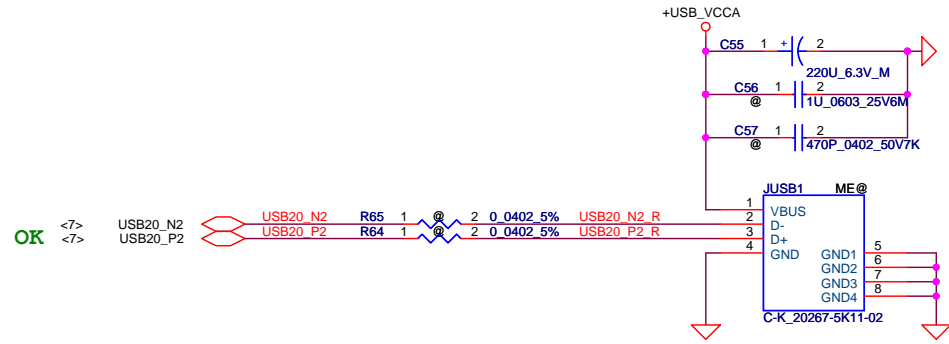 +USB_VCCA
C55 1 + 2
220U_6.3V_M
C56 1 2
@ 1U_0603_25V6M
C57 1 2
@ 470P_0402_50V7K
JUSB1 ME@
OK <7> USB20_N2 USB20_N2 R65 1 @ 2 0_0402_5% USB20_N2_R 2 D-
<7> USB20_P2 USB20_P2 R64 1 @ 2 0_0402_5% USB20_P2_R 3 D+
1 VBUS
4 GND
GND1 5
GND2 6
GND3 7
GND4 8
C-K_20267-5K11-02